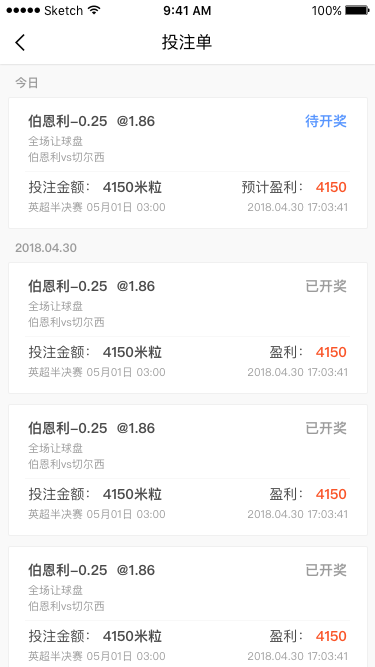 Sketch 9:41 AM 100%
投注单
今日
伯恩利-0.25 @1.86 待开奖
全场让球盘
伯恩利vs切尔西
投注金额： 4150米粒 预计盈利： 4150
英超半决赛 05月01日 03:00 2018.04.30 17:03:41
2018.04.30
伯恩利-0.25 @1.86 已开奖
全场让球盘
伯恩利vs切尔西
投注金额： 4150米粒 盈利： 4150
英超半决赛 05月01日 03:00 2018.04.30 17:03:41
伯恩利-0.25 @1.86 已开奖
全场让球盘
伯恩利vs切尔西
投注金额： 4150米粒 盈利： 4150
英超半决赛 05月01日 03:00 2018.04.30 17:03:41
伯恩利-0.25 @1.86 已开奖
全场让球盘
伯恩利vs切尔西
投注金额： 4150米粒 盈利： 4150
英超半决赛 05月01日 03:00 2018.04.30 17:03:41